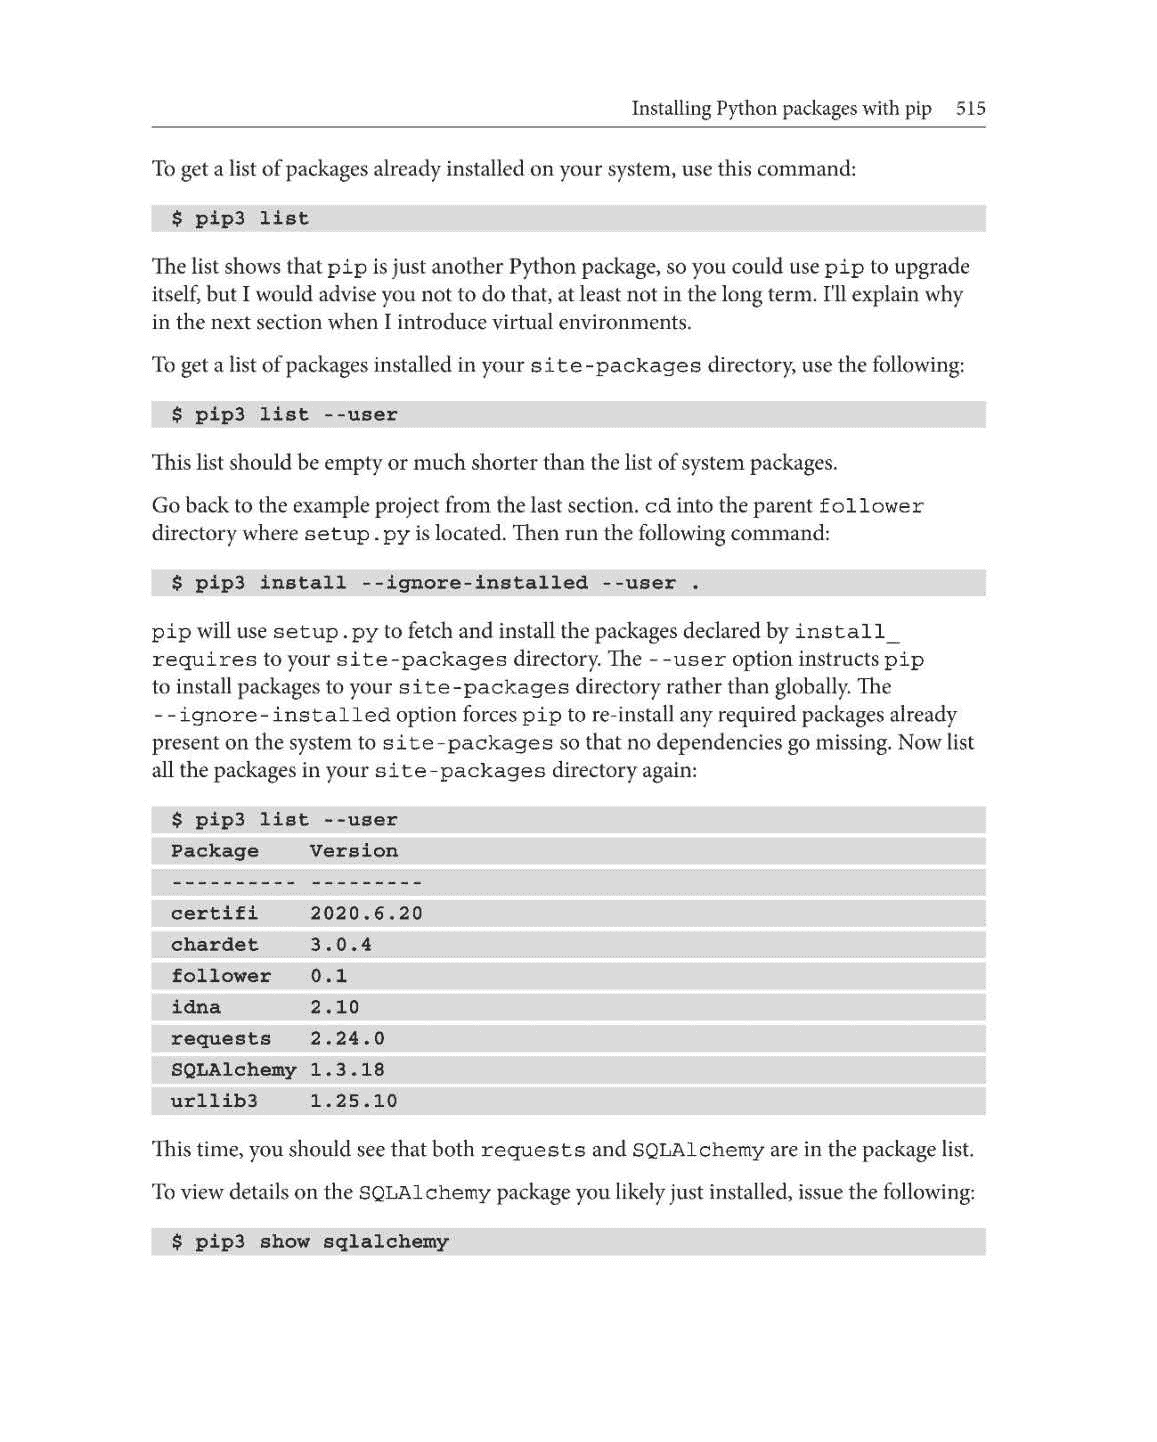 Installing Python packages with pip 515
To get a list of packages already installed on your system, use this command:
$ pip3 list
The list shows that pip is just another Python package, so you could use pip to upgrade
itself, but I would advise you not to do that, at least not in the long term. I'll explain why
in the next section when I introduce virtual environments.
To get a list of packages installed in your site-packages directory, use the following:
$ pip3 list --user
This list should be empty or much shorter than the list of system packages.
Go back to the example project from the last section. cd into the parent follower
directory where setup.py is located. Then run the following command:
$ pip3 install --ignore-installed --user .
pip will use setup.py to fetch and install the packages declared by install_
requires to your site-packages directory. The --user option instructs pip
to install packages to your site-packages directory rather than globally. The
--ignore-installed option forces pip to re-install any required packages already
present on the system to site-packages so that no dependencies go missing. Now list
all the packages in your site-packages directory again:
$ pip3 list --user
Package Version
---------- ---------
certifi 2020.6.20
chardet 3.0.4
follower 0.1
idna 2.10
requests 2.24.0
SQLAlchemy 1.3.18
urllib3 1.25.10
This time, you should see that both requests and SQLAlchemy are in the package list.
To view details on the SQLAlchemy package you likely just installed, issue the following:
$ pip3 show sqlalchemy